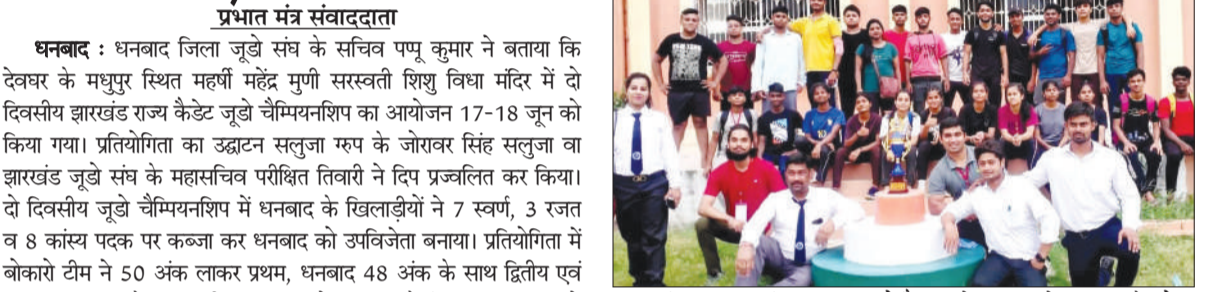 प्रभात मंत्र संवाददाता
धनबाद : धनबाद जिला जूडो संघ के सचिव पप्पू कुमार ने बताया कि
देवघर के मधुपुर स्थित महर्षी महेंद्र मुणी सरस्वती शिशु विधा मंदिर में दो
दिवसीय झारखंड राज्य कैडेट जूडो चैम्पियनशिप का आयोजन 17-18 जून को
किया गया। प्रतियोगिता का उद्घाटन सलुजा ग्रुप के जोरावर सिंह सलुजा वा
झारखंड जूडो संघ के महासचिव परीक्षित तिवारी ने दिप प्रज्वलित कर किया।
दो दिवसीय जूडो चैम्पियनशिप में धनबाद के खिलाड़ीयों ने 7 स्वर्ण, 3 रजत
व 8 कांस्य पदक पर कब्जा कर धनबाद को उपविजेता बनाया। प्रतियोगिता में
बोकारो टीम ने 50 अंक लाकर प्रथम, धनबाद 48 अंक के साथ द्वितीय एवं